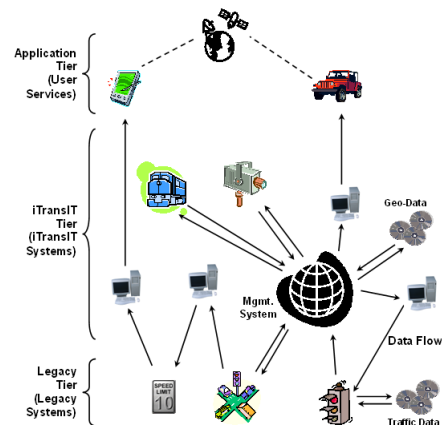 Application
Tier
(User
Services)
iTransIT
Tier
(iTransIT
Systems)
Geo-Data
Mgmt.
System
Data Flow
Legacy
Tier
(Legacy
Systems)
SPEED
LIMIT
10
Traffic Data